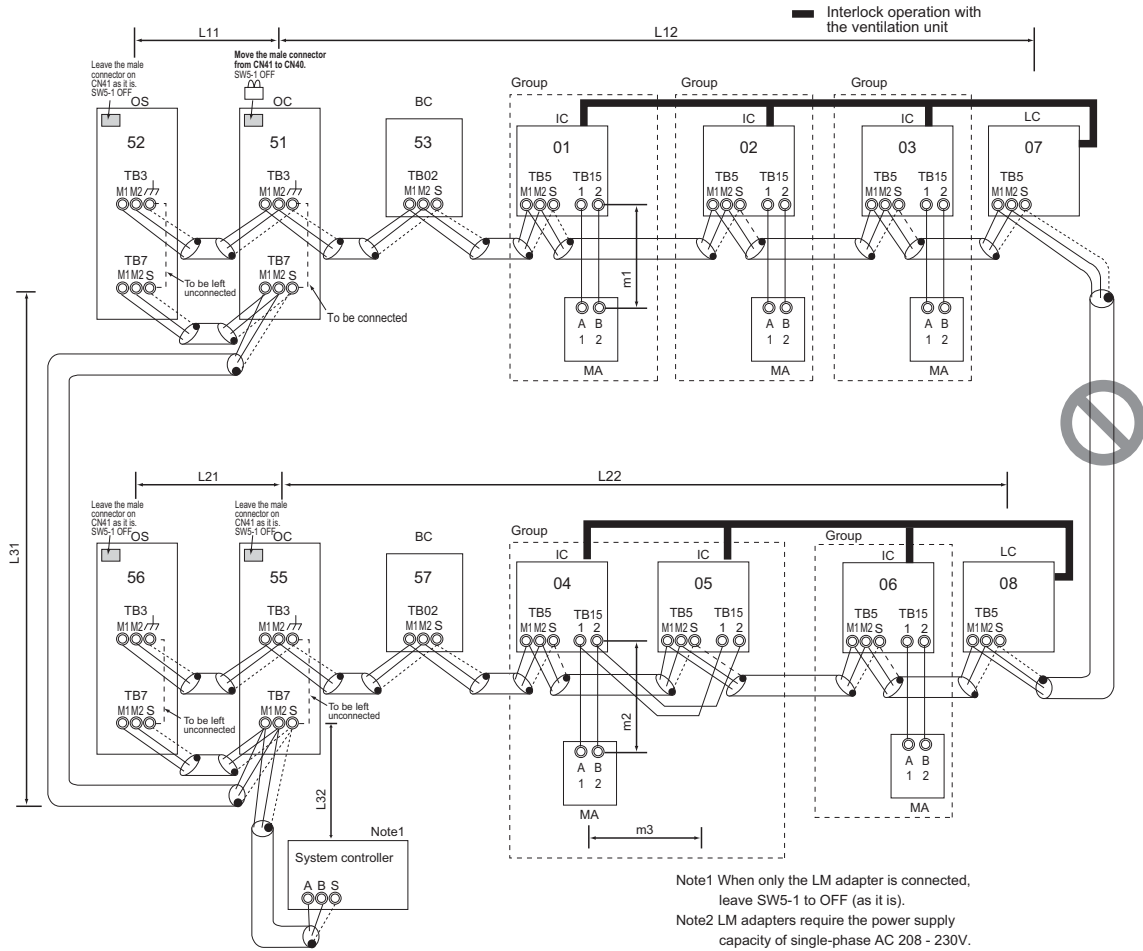 Interlock operation with
the ventilation unit
L11
L12
Leave the male
connector on
CN41 as it is.
SW5-1 OFF
Move the male connector
from CN41 to CN40.
SW5-1 OFF
Group
Group
Group
OS
OC
BC
IC
IC
IC
LC
52
51
53
01
02
03
07
TB3
TB3
TB02
TB5
TB15
TB5
TB15
TB5
TB15
TB5
M1 M2
M1 M2
M1 M2 S
M1 M2 S
1 2
M1 M2 S
1 2
M1 M2 S
1 2
M1 M2 S
TB7
TB7
M1 M2 S
M1 M2 S
To be left
unconnected
To be connected
m1
A B
1 2
MA
A B
1 2
MA
A B
1 2
MA
L31
L21
L22
Leave the male
connector on
CN41 as it is.
SW5-1 OFF
Leave the male
connector on
CN41 as it is.
SW5-1 OFF
Group
Group
OS
OC
BC
IC
IC
IC
LC
56
55
57
04
05
06
08
TB3
TB3
TB02
TB5
TB15
TB5
TB15
TB5
TB15
TB5
M1 M2
M1 M2
M1 M2 S
M1 M2 S
1 2
M1 M2 S
1 2
M1 M2 S
1 2
M1 M2 S
TB7
TB7
M1 M2 S
M1 M2 S
To be left
unconnected
To be left
unconnected
m2
A B
1 2
MA
A B
1 2
MA
m3
L32
Note1
System controller
A B S
Note1 When only the LM adapter is connected,
leave SW5-1 to OFF (as it is).
Note2 LM adapters require the power supply
capacity of single-phase AC 208 - 230V.